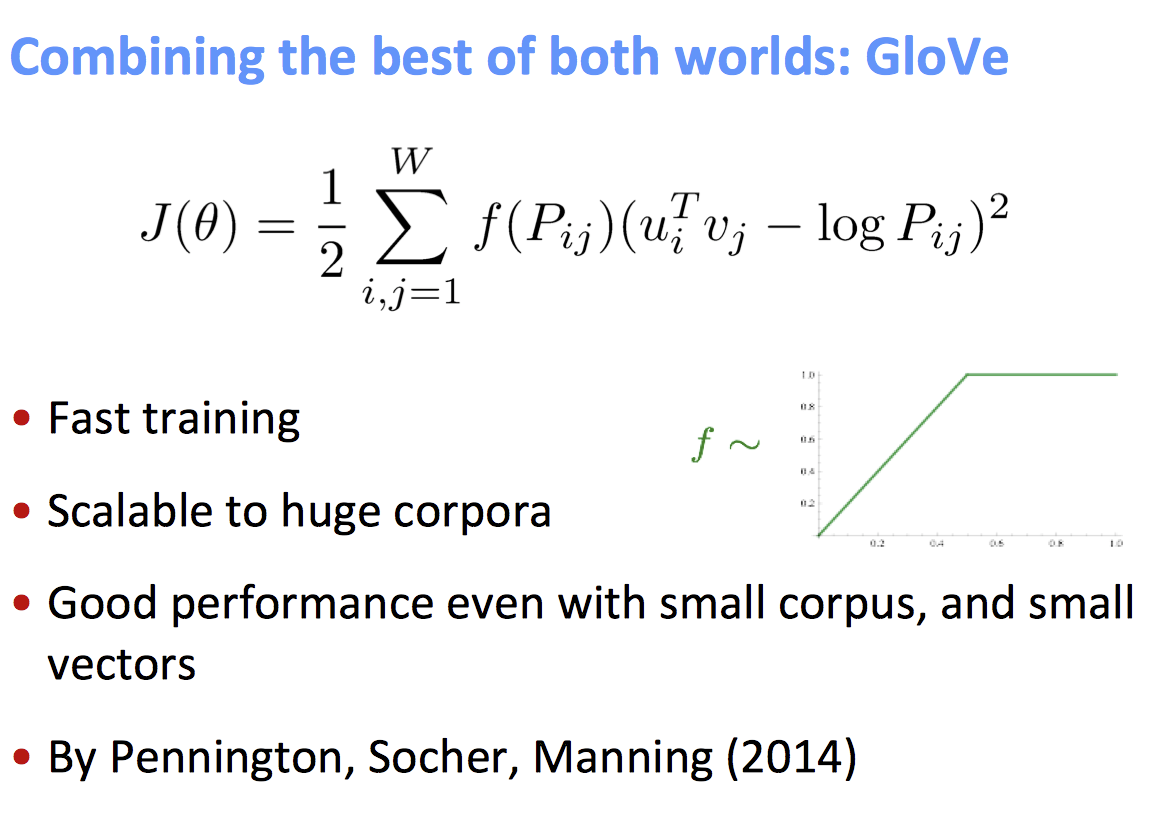 Combining the best of both worlds: GloVe
J(θ) = \frac{1}{2} \sum_{i,j=1}^{W} f(P_{ij})(u_i^T v_j − log P_{ij})^2
• Fast training
f ~
1.0
0.8
0.6
0.4
0.2
0.2 0.4 0.6 0.8 1.0
• Scalable to huge corpora
• Good performance even with small corpus, and small
vectors
• By Pennington, Socher, Manning (2014)